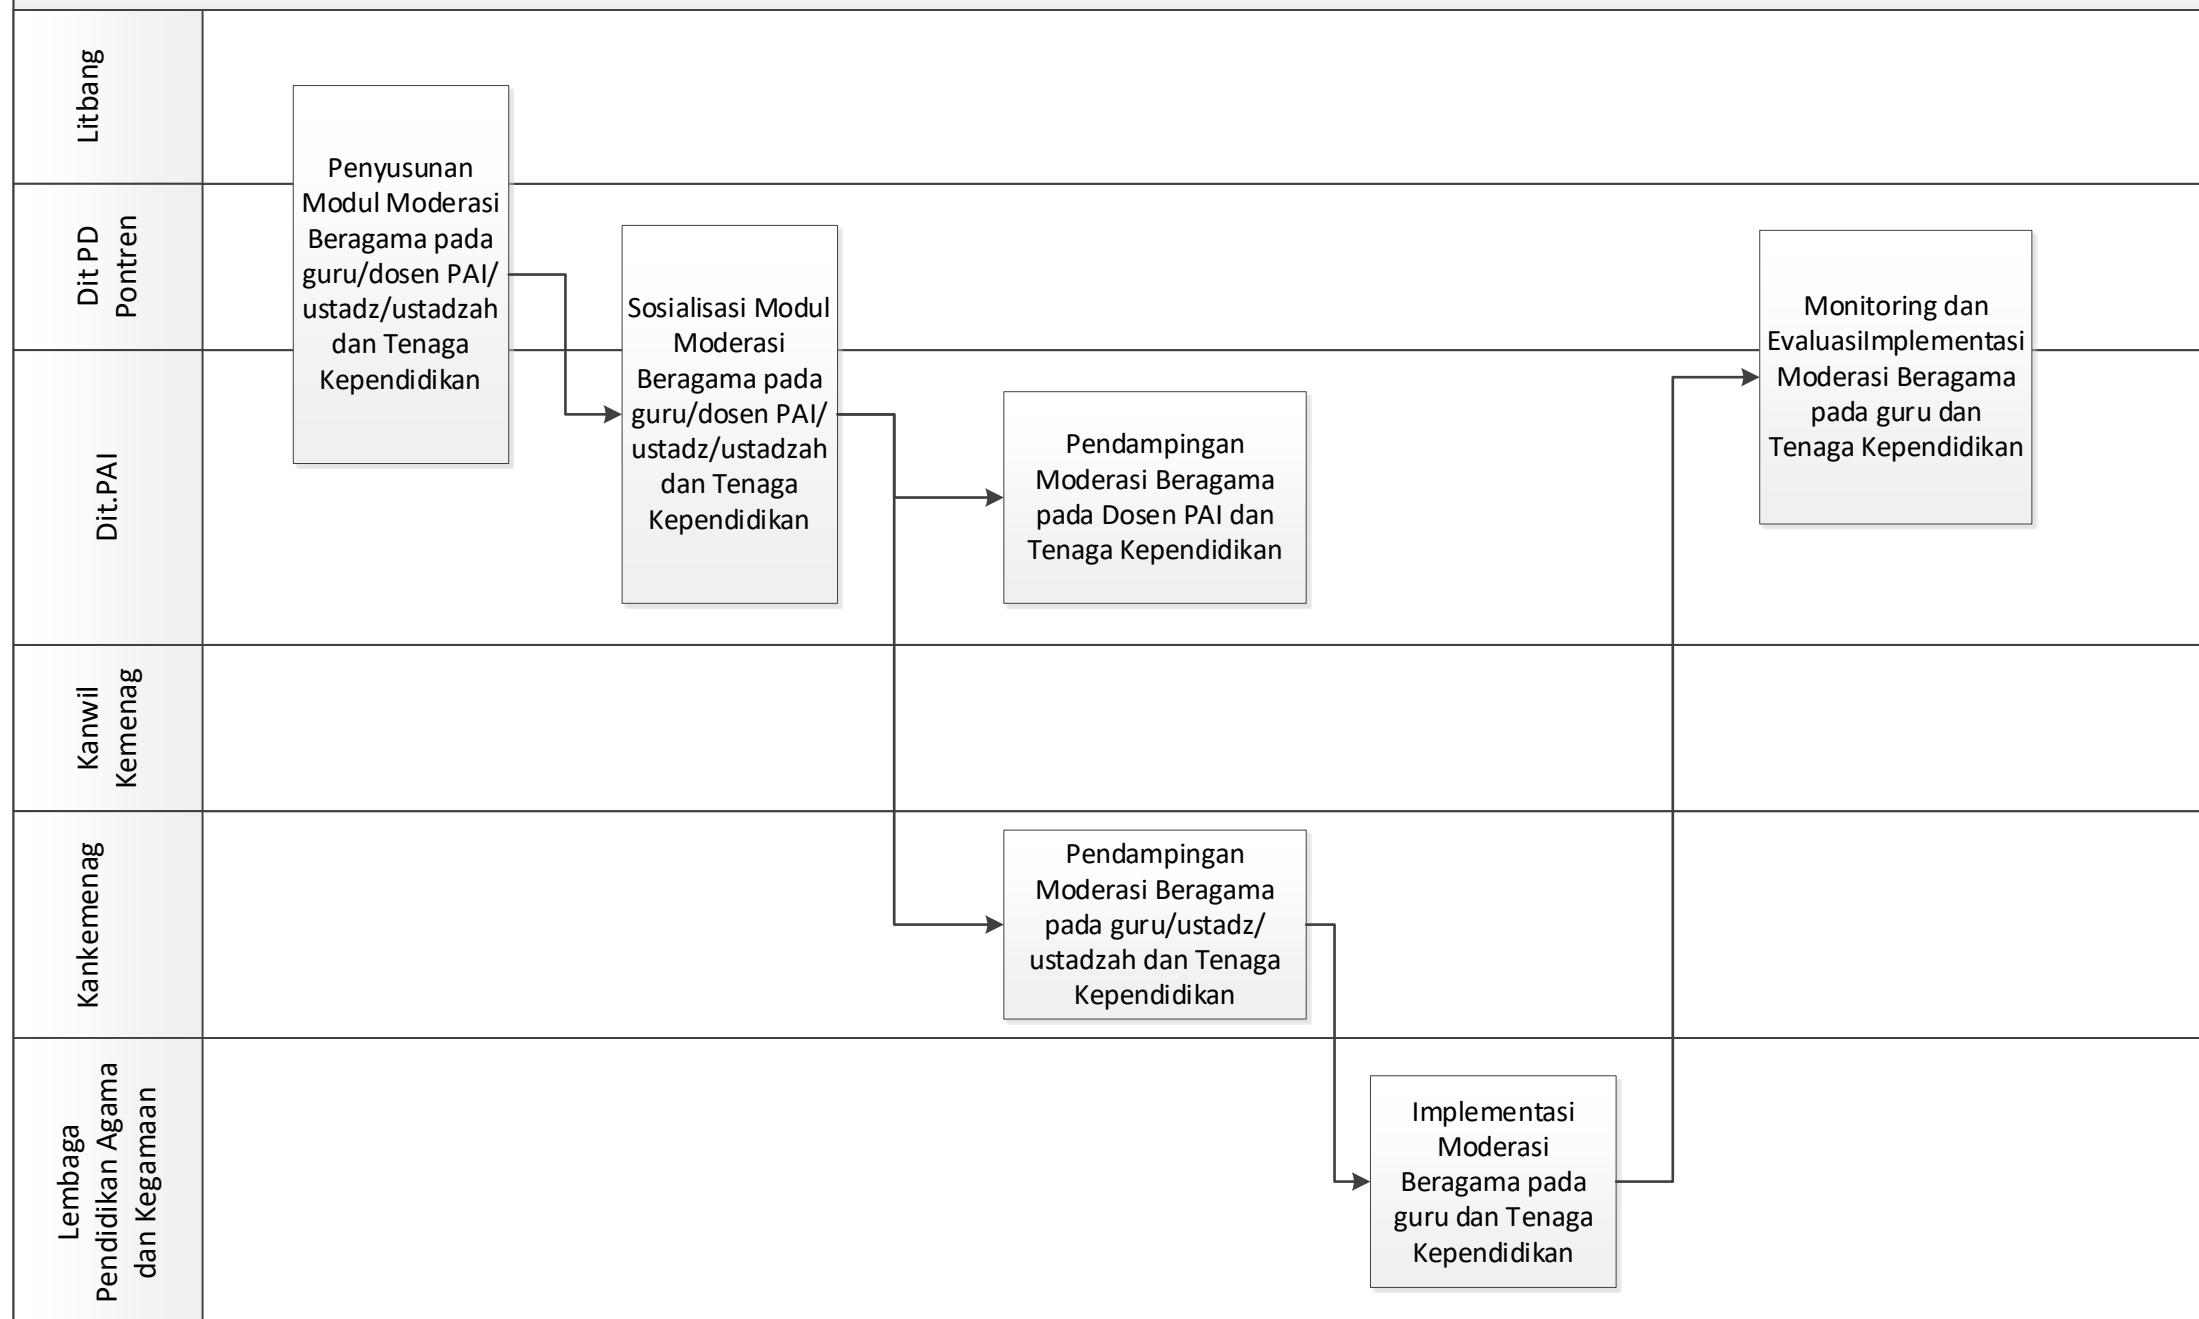 Litbang
Dit PD
Pontren
Dit.PAI
Kanwil
Kemenag
Kankemenag
Lembaga
Pendidikan Agama
dan Kegamaan
Penyusunan
Modul Moderasi
Beragama pada
guru/dosen PAI/
ustadz/ustadzah
dan Tenaga
Kependidikan
Sosialisasi Modul
Moderasi
Beragama pada
guru/dosen PAI/
ustadz/ustadzah
dan Tenaga
Kependidikan
Pendampingan
Moderasi Beragama
pada Dosen PAI dan
Tenaga Kependidikan
Pendampingan
Moderasi Beragama
pada guru/ustadz/
ustadzah dan Tenaga
Kependidikan
Implementasi
Moderasi
Beragama pada
guru dan Tenaga
Kependidikan
Monitoring dan
EvaluasiImplementasi
Moderasi Beragama
pada guru dan
Tenaga Kependidikan